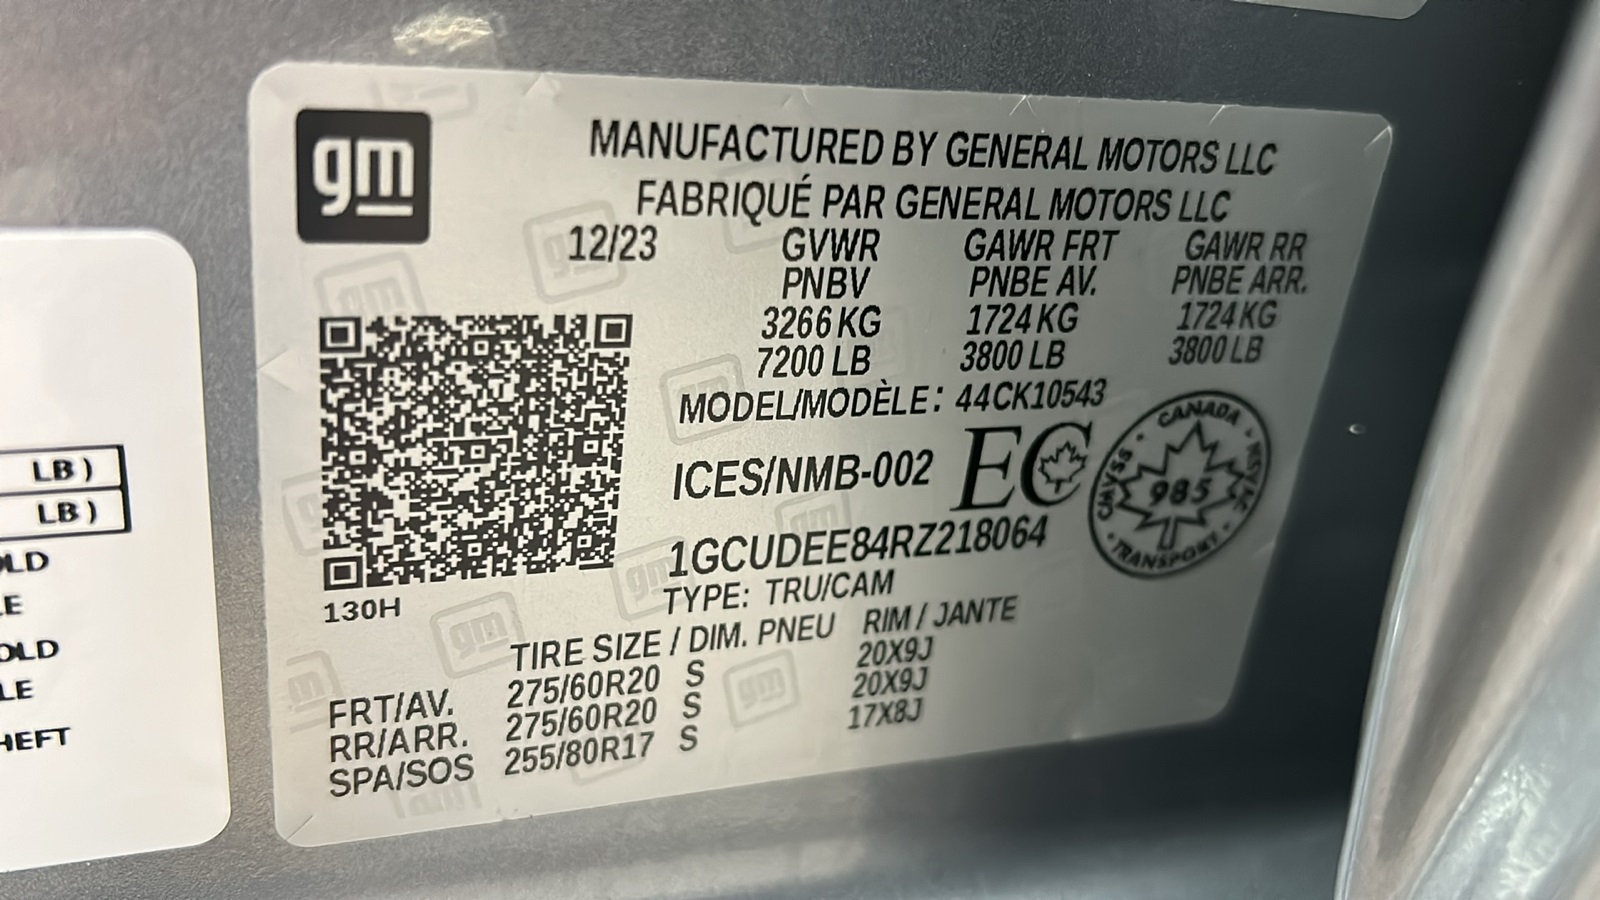 gm
MANUFACTURED BY GENERAL MOTORS LLC
FABRIQUÉ PAR GENERAL MOTORS LLC
12/23 GVWR GAWR FRT GAWR RR
PNBV PNBE AV. PNBE ARR.
3266 KG 1724 KG 1724 KG
7200 LB 3800 LB 3800 LB
MODEL/MODÈLE: 44CK10543
ICES/NMB-002 EC
CANADA
CMVSS
NSVAC
985
TRANSPORT
1GCUDEE84RZ218064
TYPE: TRU/CAM
130H
TIRE SIZE / DIM. PNEU RIM / JANTE
FRT/AV. 275/60R20 S 20X9J
RR/ARR. 275/60R20 S 20X9J
SPA/SOS 255/80R17 S 17X8J
LB )
LB )
OLD
LE
OLD
LE
HEFT